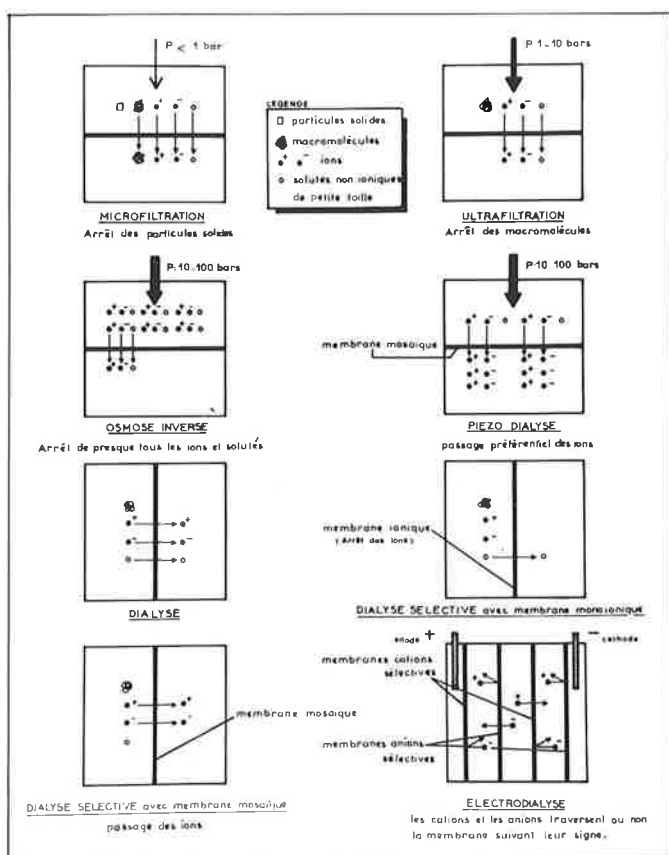 P < 1 bar
P 1-10 bars
LÉGENDE
particules solides
macromolécules
+ - ions
solutés non ioniques
de petite taille
MICROFILTRATION
Arrêt des particules solides
ULTRAFILTRATION
Arrêt des macromolécules
P:10-100 bars
P:10 100 bars
membrane mosaïque
OSMOSE INVERSE
Arrêt de presque tous les ions et solutés
PIEZO DIALYSE
passage préférentiel des ions
membrane ionique
(Arrêt des ions)
DIALYSE
DIALYSE SELECTIVE avec membrane monoionique
anode +
- cathode
membranes cations
sélectives
membrane mosaïque
membranes anions
sélectives
DIALYSE SELECTIVE avec membrane mosaïque
passage des ions
ELECTRODIALYSE
les cations et les anions traversent ou non
la membrane suivant leur signe.